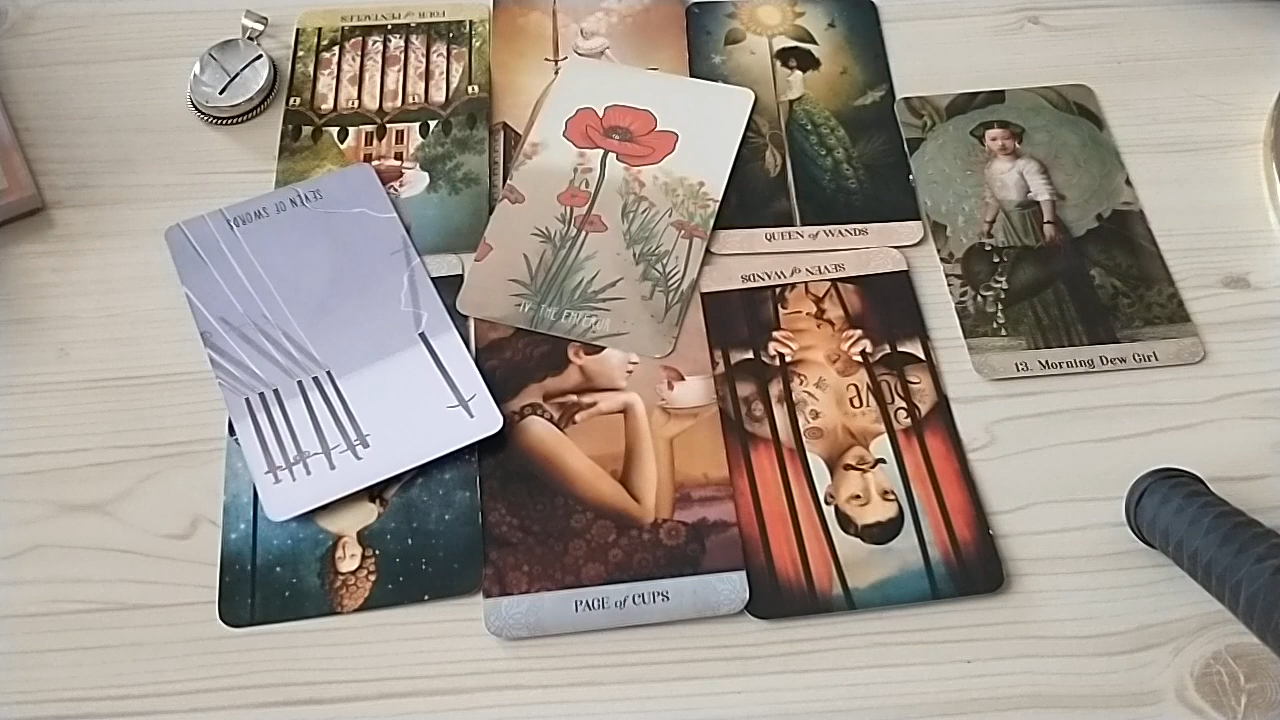 FOUR of PENTACLES
SEVEN OF SWORDS
IV THE EMPEROR
QUEEN of WANDS
SEVEN of WANDS
Love
13. Morning Dew Girl
PAGE of CUPS